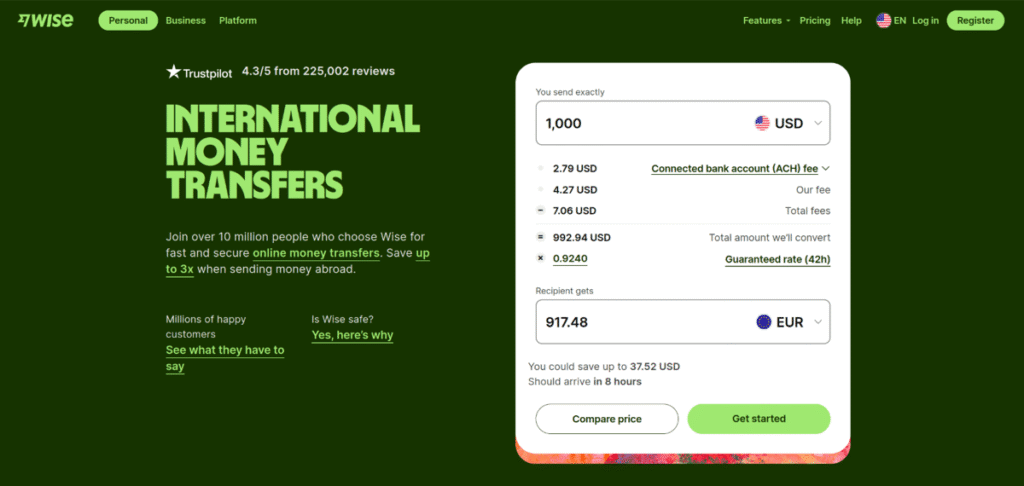 WISE
Personal Business Platform
Features Pricing Help EN Log in Register
Trustpilot 4.3/5 from 225,002 reviews
INTERNATIONAL
MONEY
TRANSFERS
Join over 10 million people who choose Wise for
fast and secure online money transfers. Save up
to 3x when sending money abroad.
Millions of happy
customers
See what they have to
say
Is Wise safe?
Yes, here's why
You send exactly
1,000 USD
2.79 USD Connected bank account (ACH) fee
4.27 USD Our fee
– 7.06 USD Total fees
= 992.94 USD Total amount we'll convert
× 0.9240 Guaranteed rate (42h)
Recipient gets
917.48 EUR
You could save up to 37.52 USD
Should arrive in 8 hours
Compare price Get started